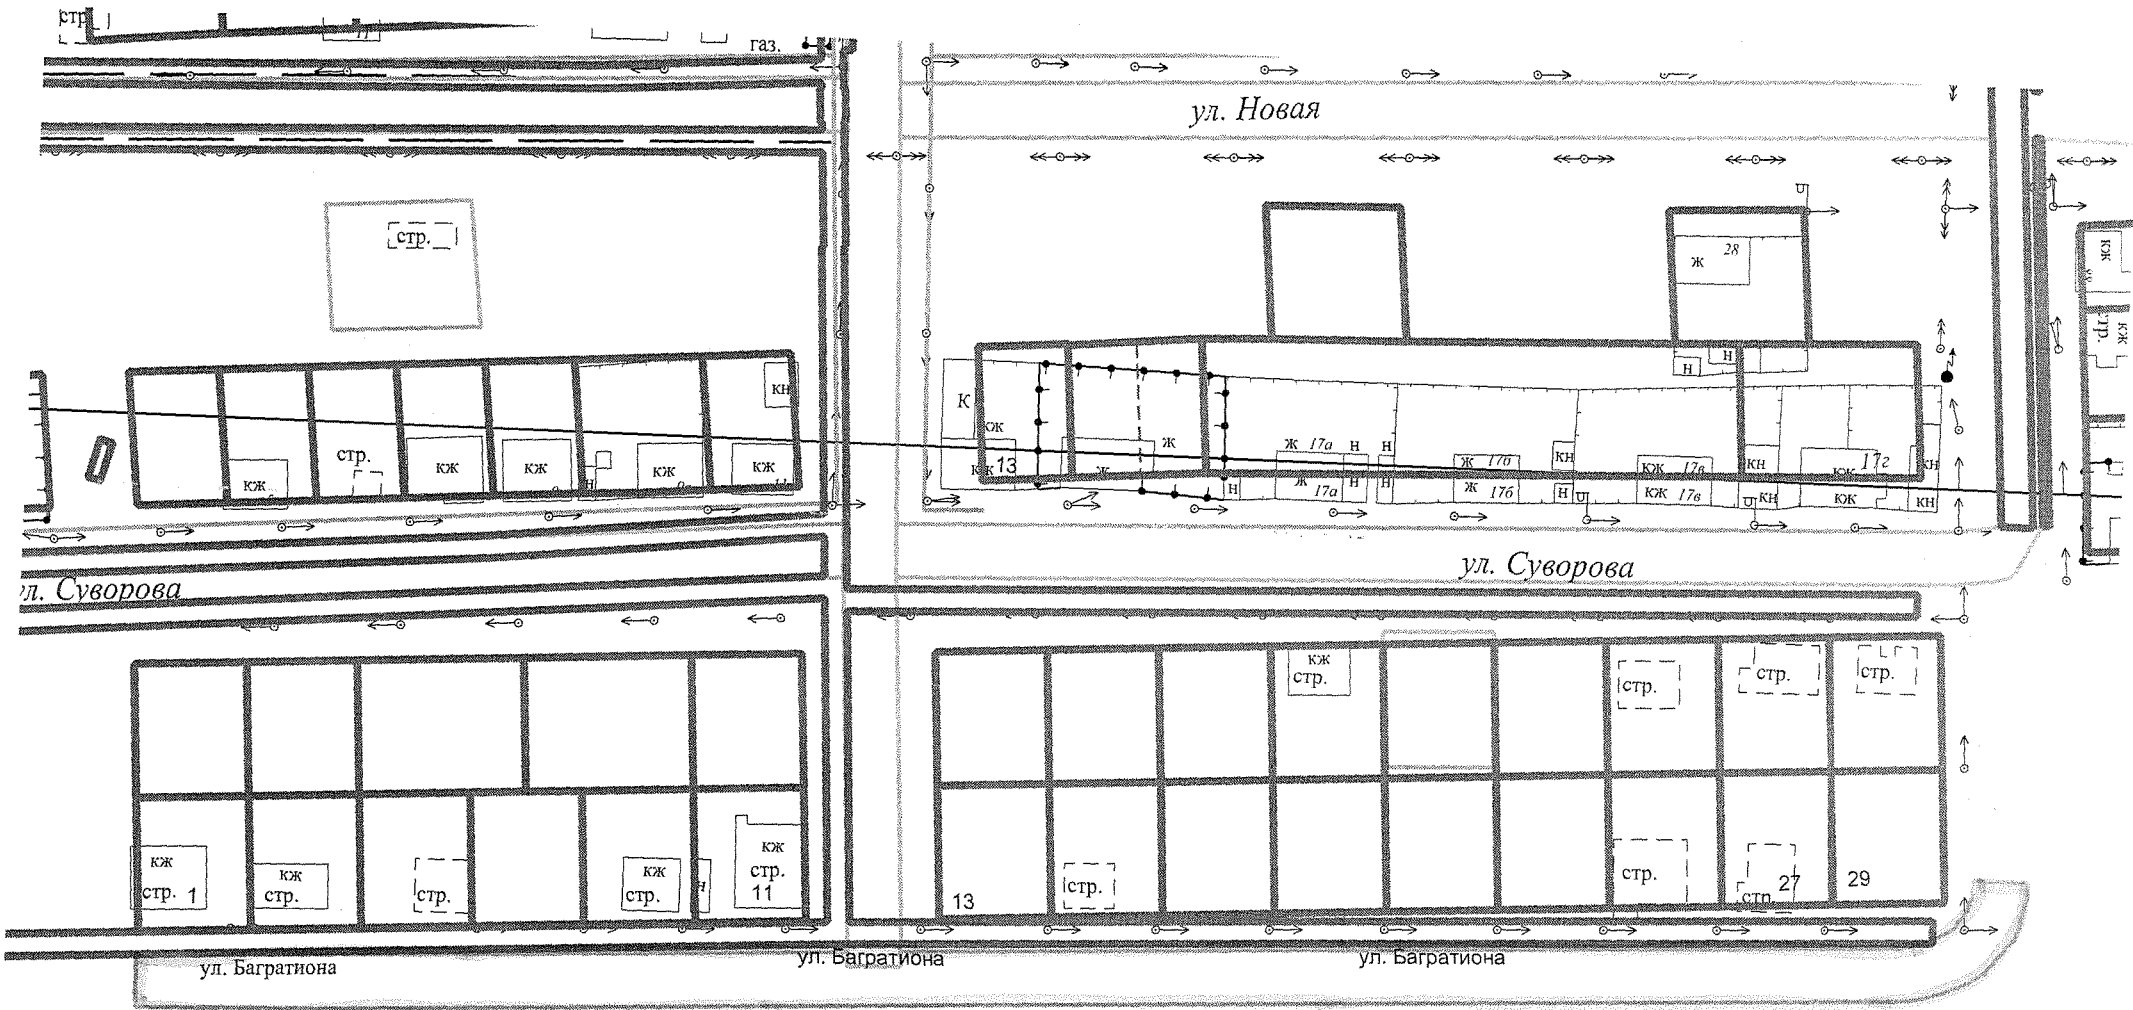 стр.
газ.
ул. Новая
стр.
28
ж
кж
стр.
кж
н
н
кн
К
кж
ж
ж 17а н н
ж 17б
кн
кж 17в
кн
17г
кж
кн
13
ж
стр.
кж
кж
кж
кж
кж
н
ж 17а н н
н
ж 17б
н
кж 17в
кн
кж
кн
ул. Суворова
ул. Суворова
кж
стр.
стр.
стр.
стр.
кж
стр. 1
кж
стр.
стр.
кж
стр.
н
кж
стр.
11
13
стр.
стр.
27
стр.
29
ул. Багратиона
ул. Багратиона
ул. Багратиона